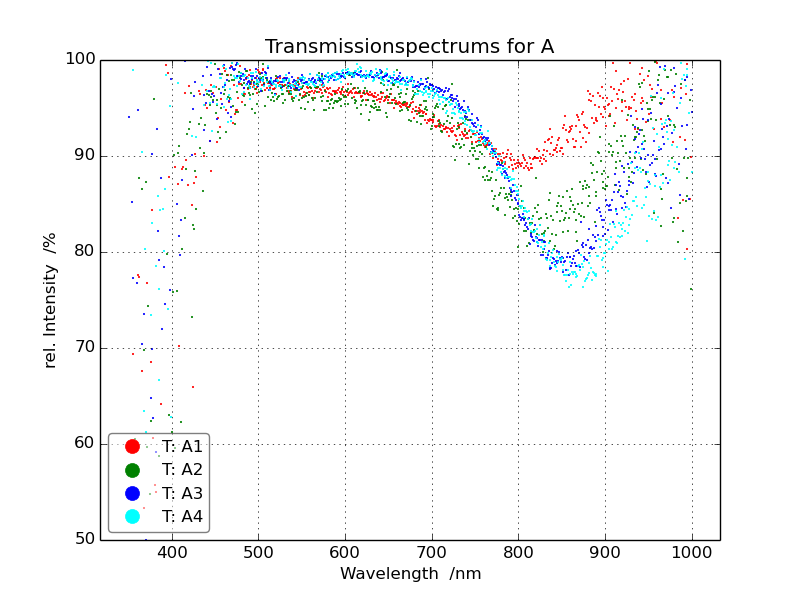 Transmissionspectrums for A
rel. Intensity /%
100
90
80
70
60
50
T: A1
T: A2
T: A3
T: A4
400 500 600 700 800 900 1000
Wavelength /nm